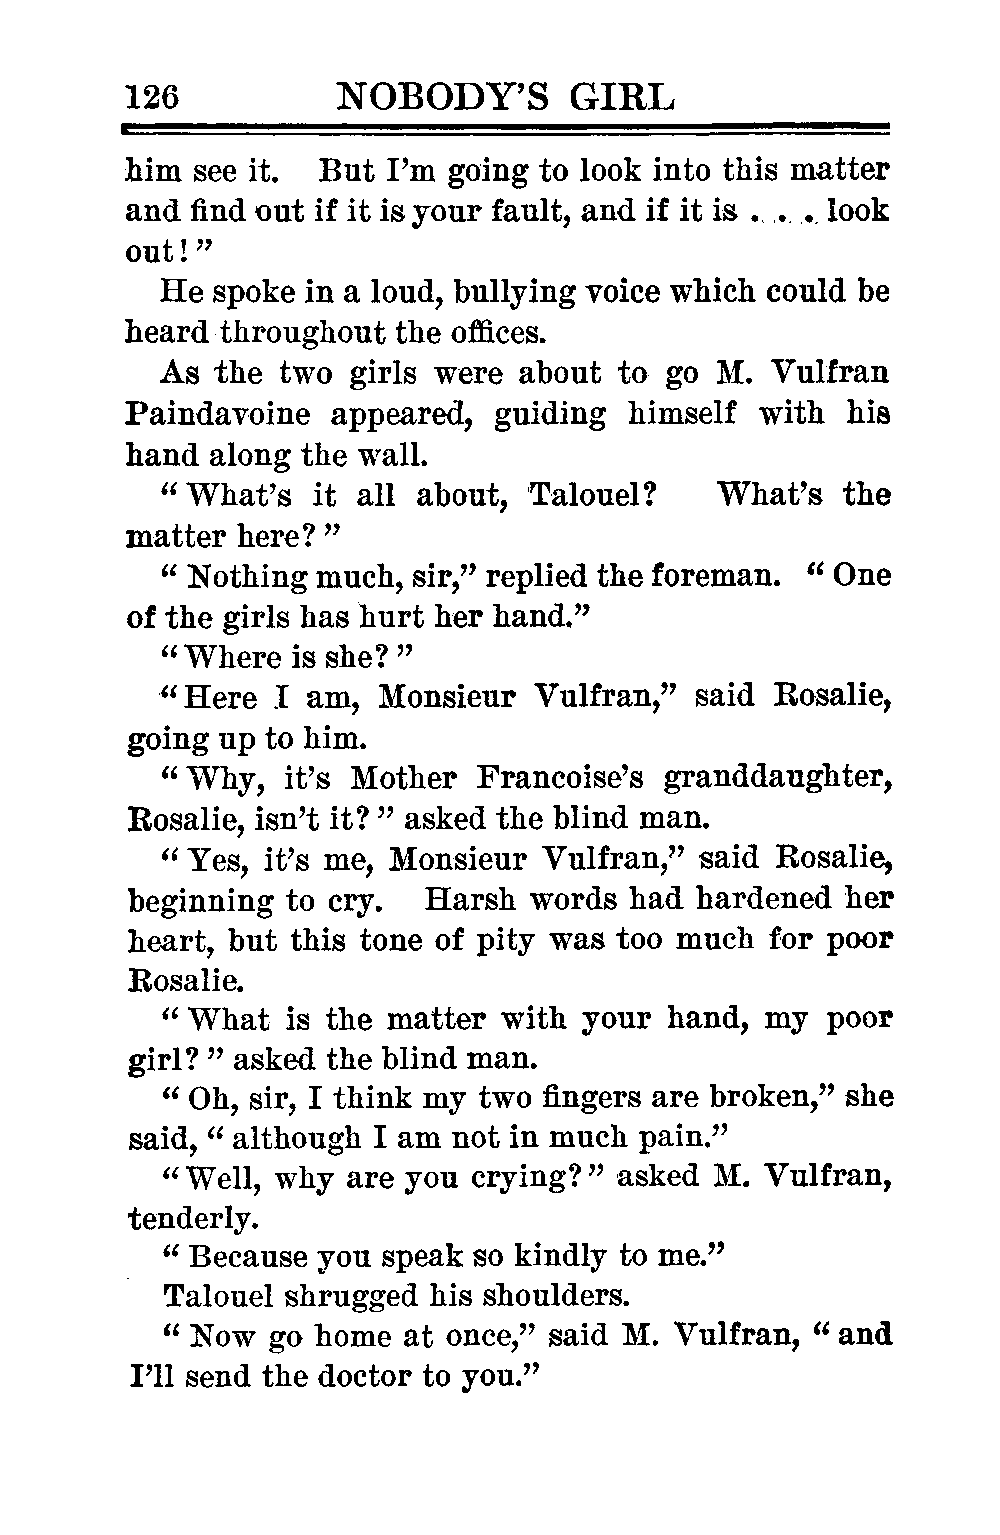 126 NOBODY'S GIRL
him see it. But I'm going to look into this matter
and find out if it is your fault, and if it is . . . look
out! "
He spoke in a loud, bullying voice which could be
heard throughout the offices.
As the two girls were about to go M. Vulfran
Paindavoine appeared, guiding himself with his
hand along the wall.
" What's it all about, Talouel? What's the
matter here? "
" Nothing much, sir," replied the foreman. " One
of the girls has hurt her hand."
" Where is she? "
" Here I am, Monsieur Vulfran," said Rosalie,
going up to him.
" Why, it's Mother Francoise's granddaughter,
Rosalie, isn't it? " asked the blind man.
" Yes, it's me, Monsieur Vulfran," said Rosalie,
beginning to cry. Harsh words had hardened her
heart, but this tone of pity was too much for poor
Rosalie.
" What is the matter with your hand, my poor
girl? " asked the blind man.
" Oh, sir, I think my two fingers are broken," she
said, " although I am not in much pain."
" Well, why are you crying? " asked M. Vulfran,
tenderly.
" Because you speak so kindly to me."
Talouel shrugged his shoulders.
" Now go home at once," said M. Vulfran, " and
I'll send the doctor to you."